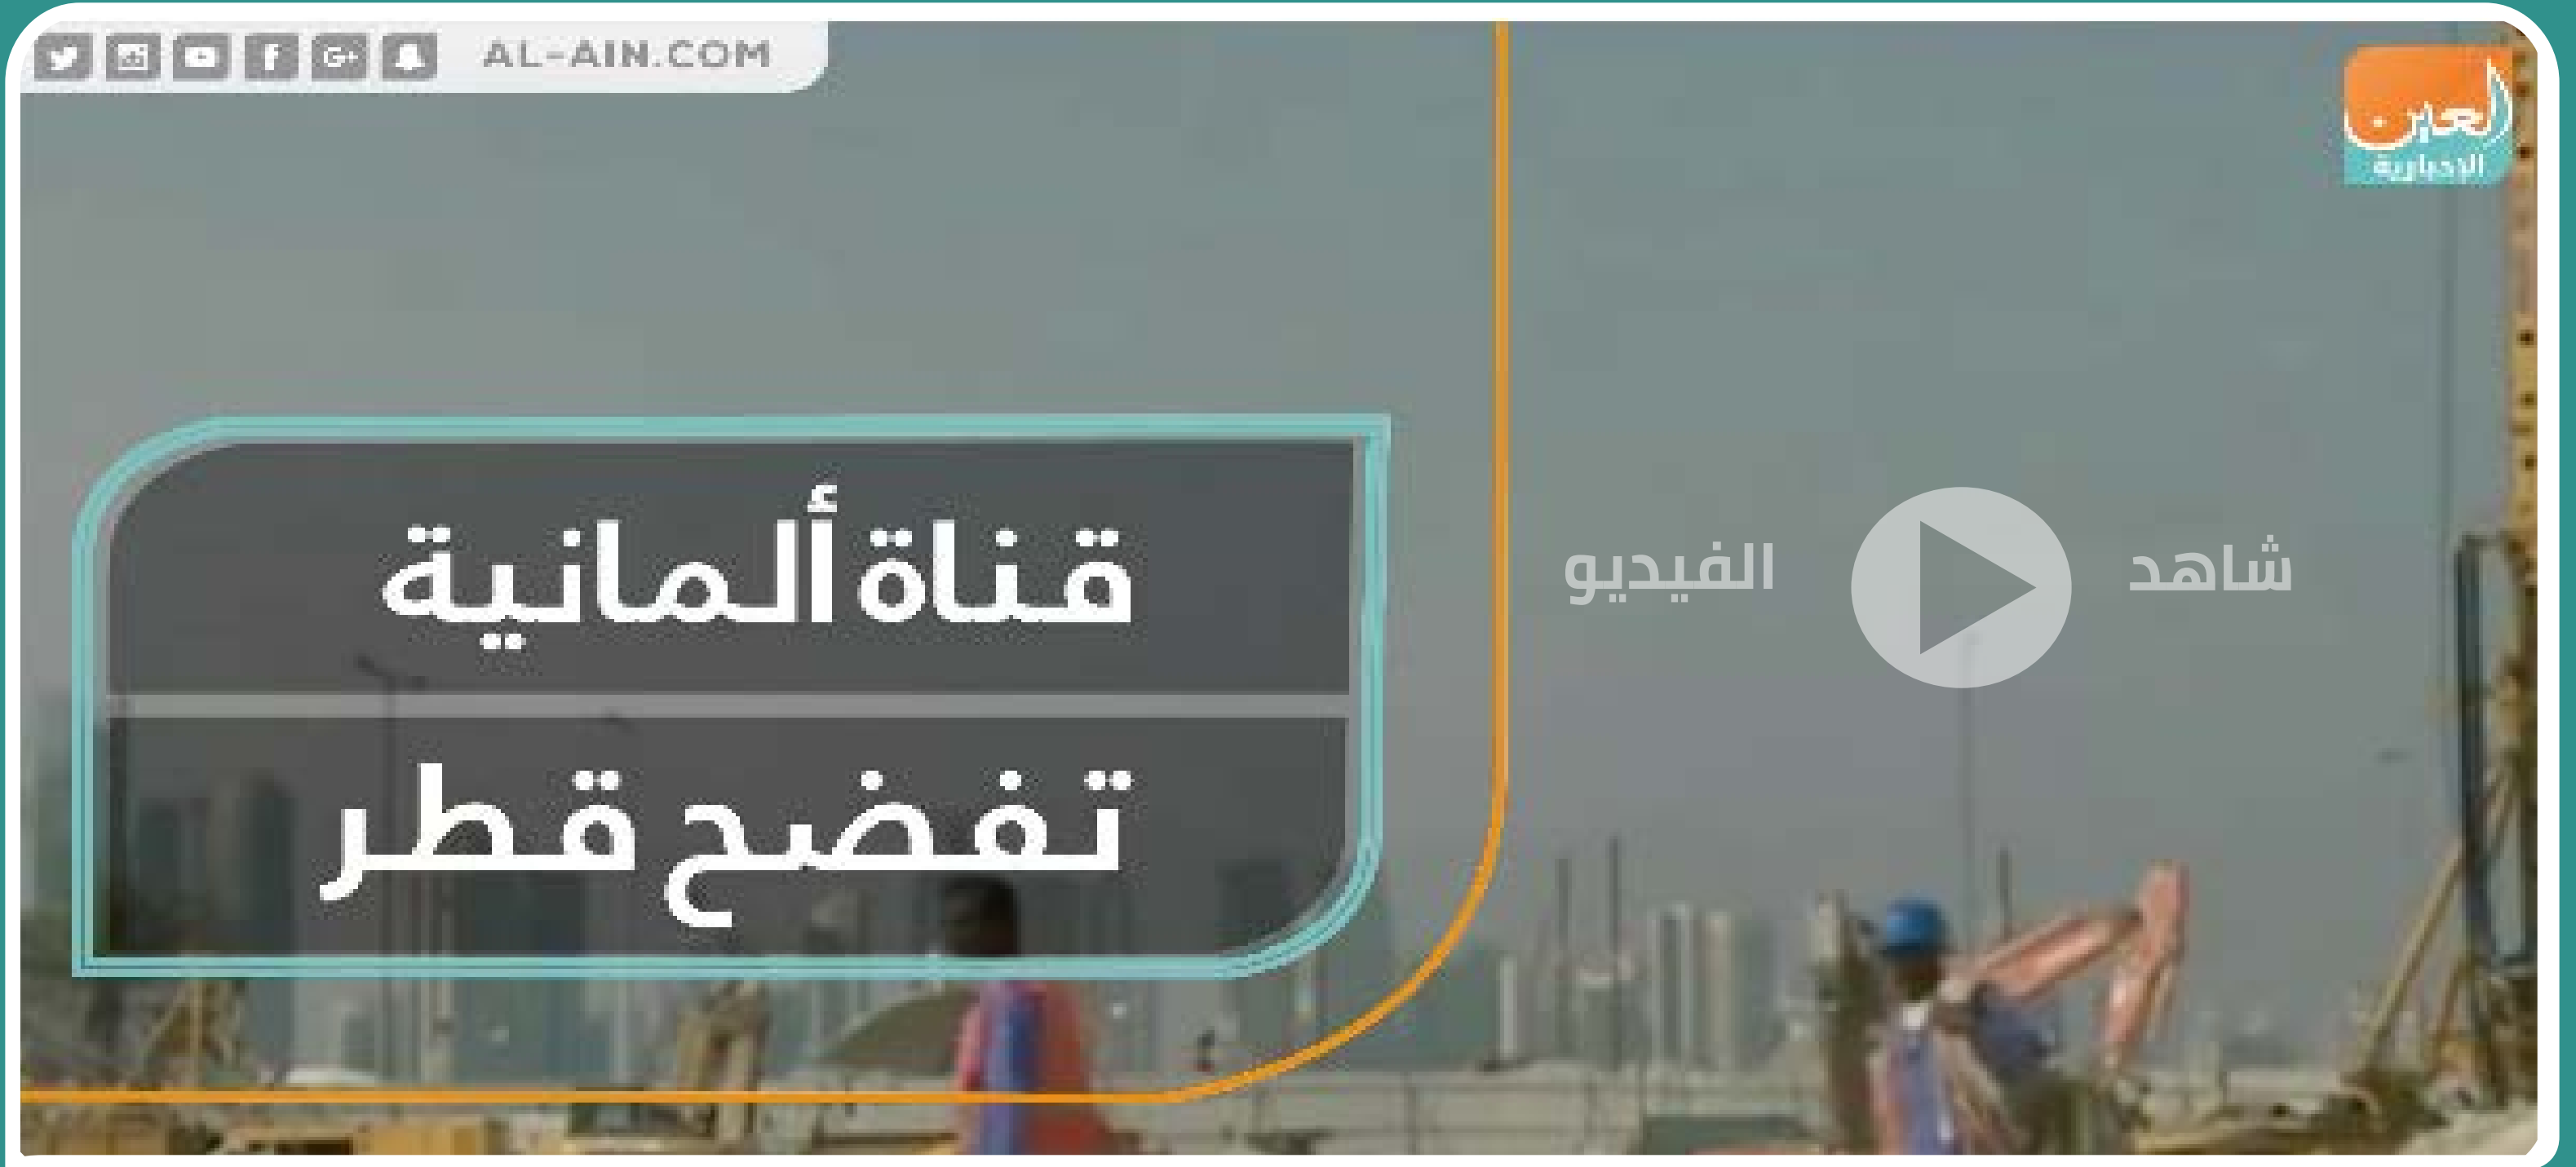 AL-AIN.COM
العين
الإخبارية
قناة ألمانية
تفضح قطر
شاهد الفيديو